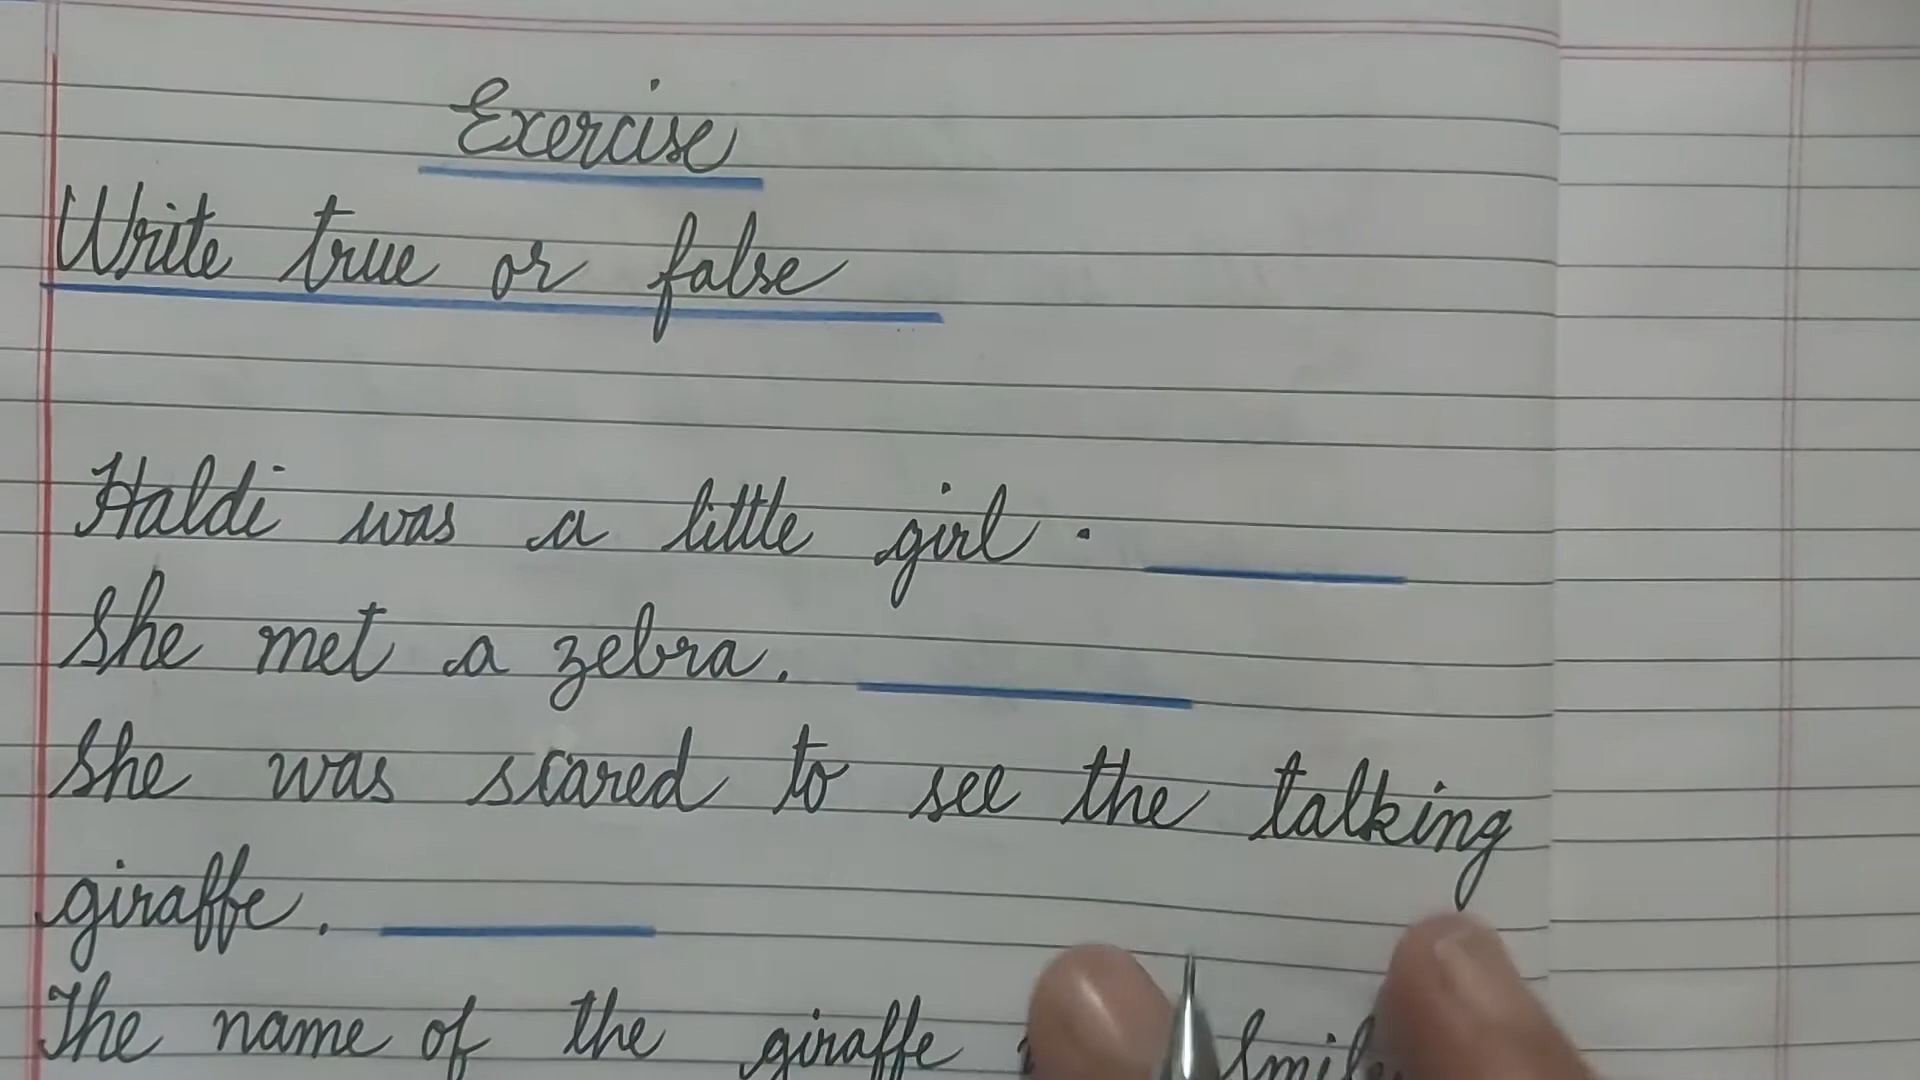 Exercise
Write true or false
Haldi was a little girl.
She met a zebra.
She was scared to see the talking
giraffe.
The name of the giraffe